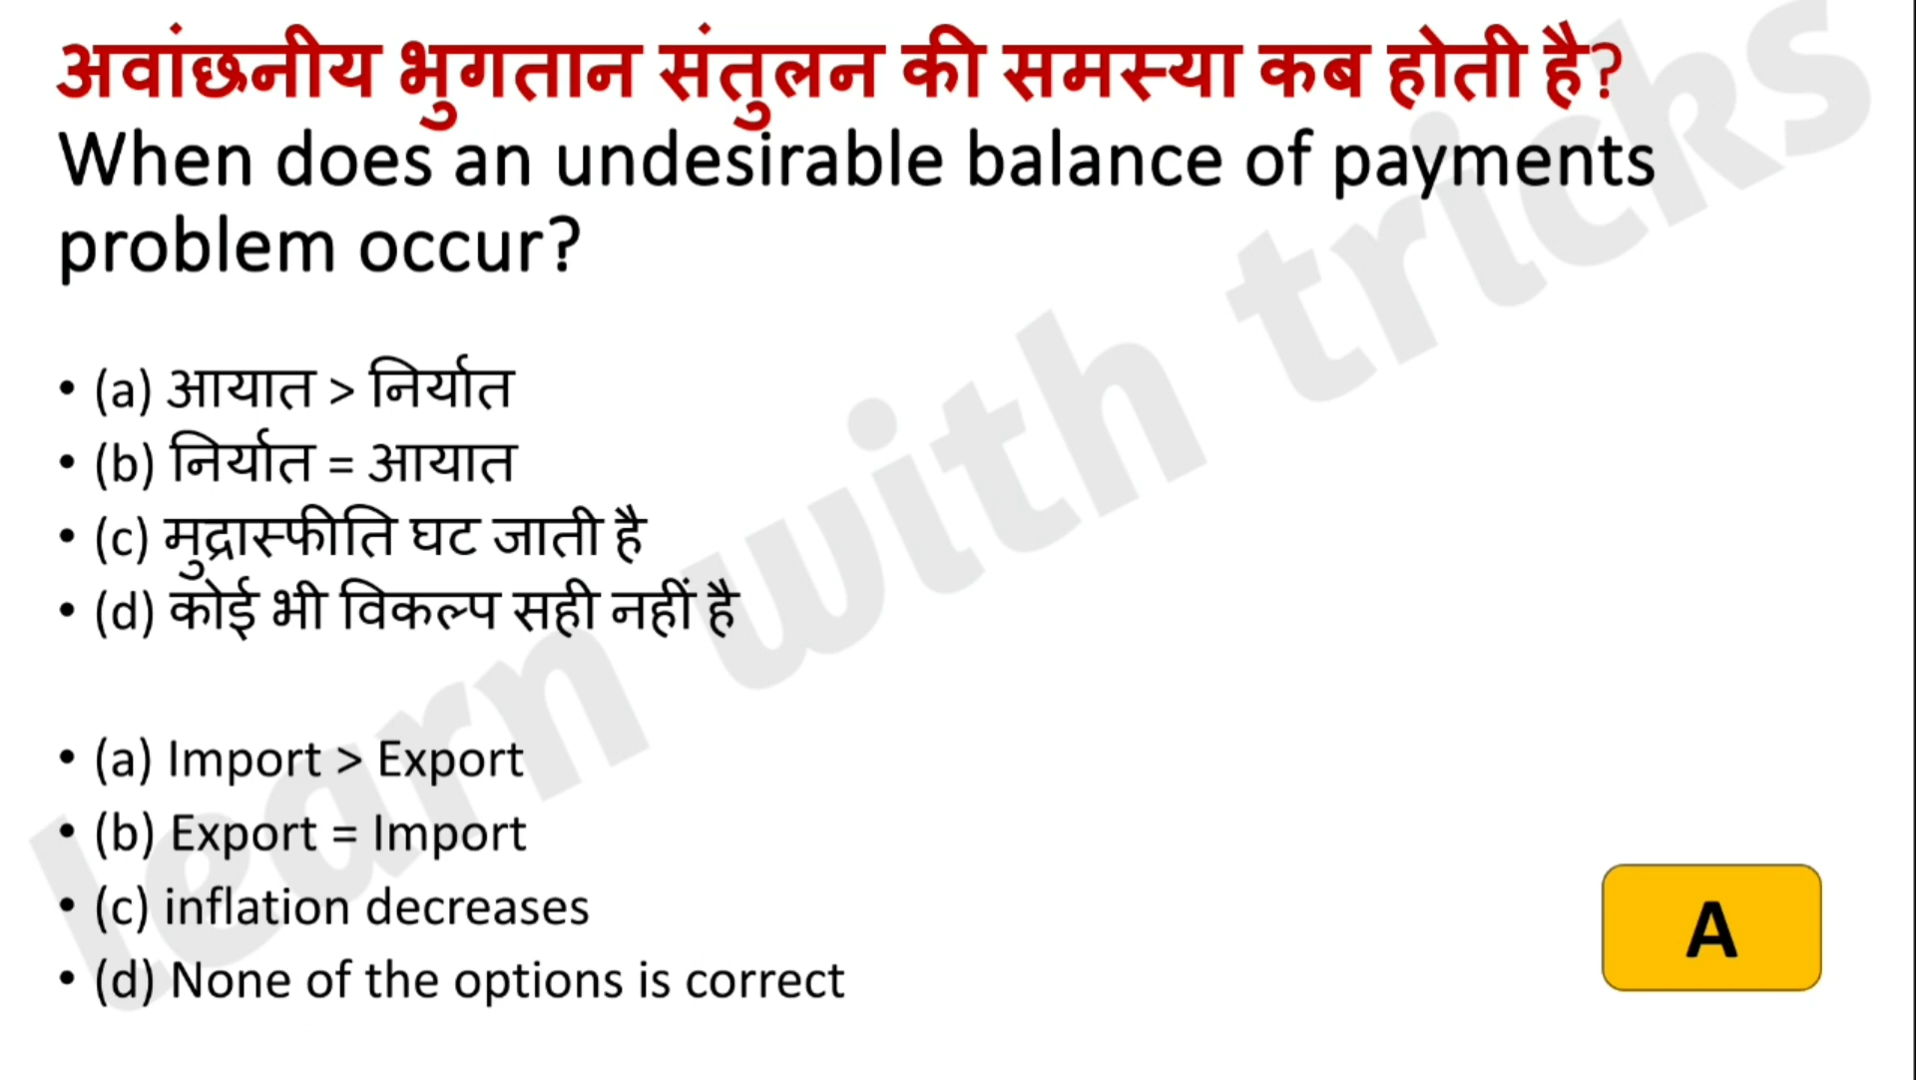 अवांछनीय भुगतान संतुलन की समस्या कब होती है?
When does an undesirable balance of payments
problem occur?
• (a) आयात > निर्यात
• (b) निर्यात = आयात
• (c) मुद्रास्फीति घट जाती है
• (d) कोई भी विकल्प सही नहीं है
• (a) Import > Export
• (b) Export = Import
• (c) inflation decreases
• (d) None of the options is correct
A
learn with tricks